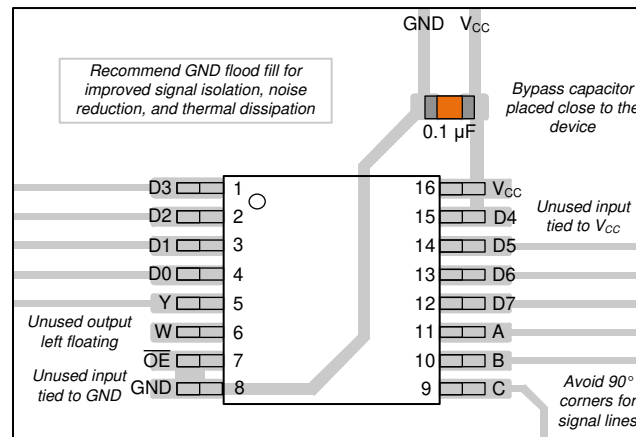 GND VCC
Recommend GND flood fill for
improved signal isolation, noise
reduction, and thermal dissipation
Bypass capacitor
placed close to the
device
0.1 µF
D3 1 16 VCC
D2 2 15 D4
Unused input
tied to VCC
D1 3 14 D5
D0 4 13 D6
Y 5 12 D7
Unused output
left floating
W 6 11 A
OE 7 10 B
Unused input
tied to GND
GND 8 9 C
Avoid 90°
corners for
signal lines